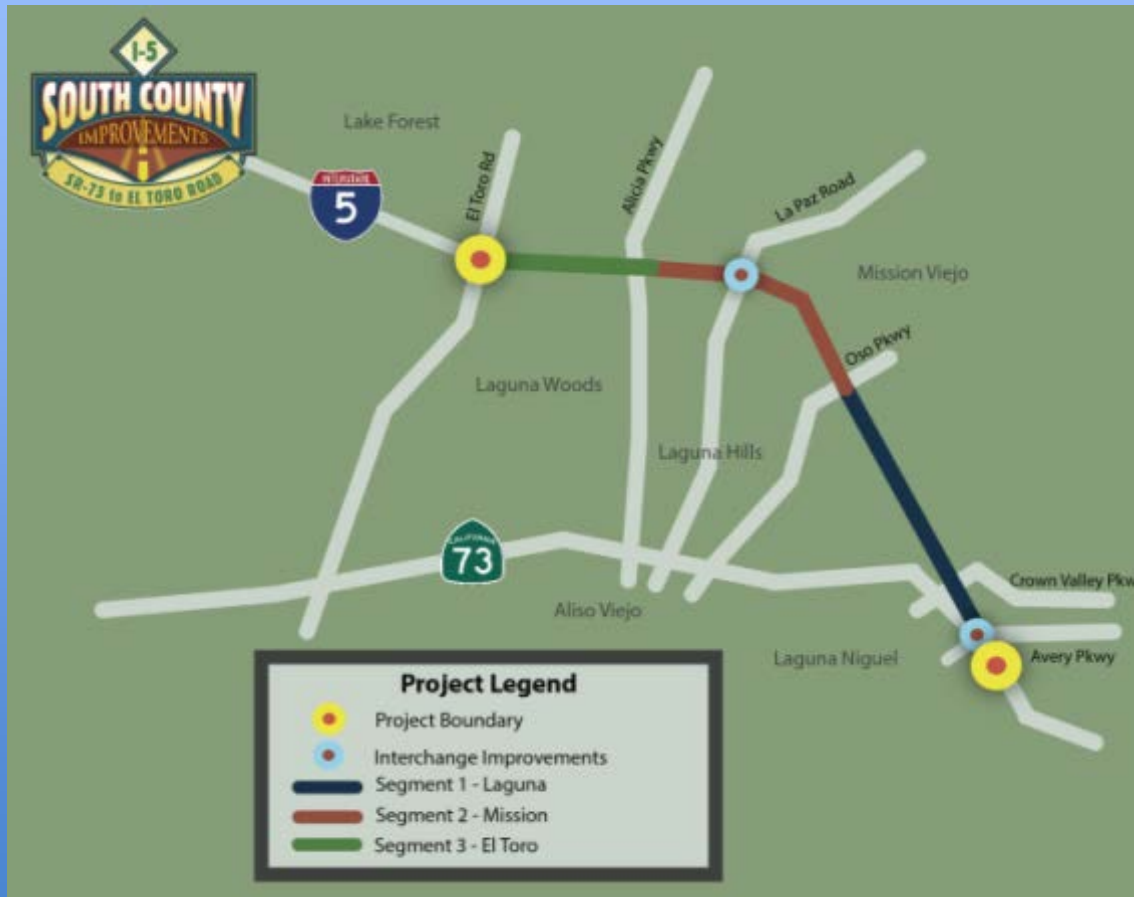 I-5
SOUTH COUNTY
IMPROVEMENTS
SR-73 to EL TORO ROAD
Lake Forest
INTERSTATE
5
El Toro Rd
Alicia Pkwy
La Paz Road
Mission Viejo
Oso Pkwy
Laguna Woods
Laguna Hills
CALIFORNIA
73
Crown Valley Pkw
Aliso Viejo
Laguna Niguel
Avery Pkwy
Project Legend
Project Boundary
Interchange Improvements
Segment 1 - Laguna
Segment 2 - Mission
Segment 3 - El Toro